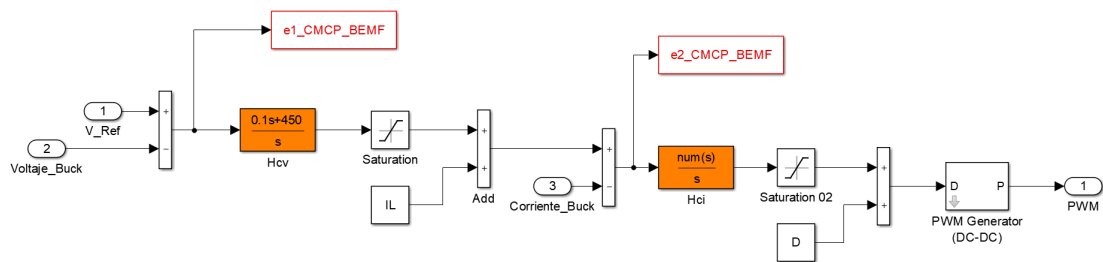 e1_CMCP_BEMF
e2_CMCP_BEMF
1
V_Ref
2
Voltaje_Buck
+
−
0.1s+450
s
Hcv
Saturation
IL
+
+
Add
3
Corriente_Buck
+
−
num(s)
s
Hci
Saturation 02
D
+
+
D
P
PWM Generator
(DC-DC)
1
PWM